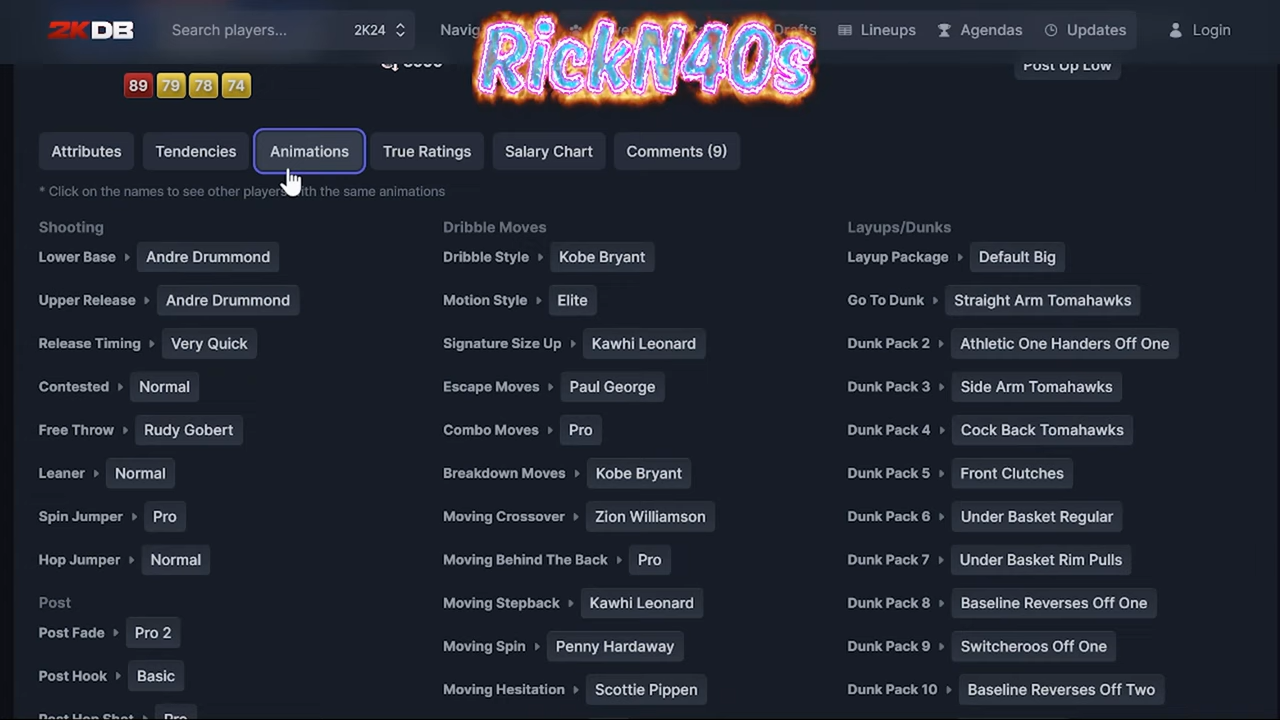 2KDB
Search players...
2K24
Lineups
Agendas
Updates
Login
RickN40s
89 79 78 74
Post Up Low
Attributes
Tendencies
Animations
True Ratings
Salary Chart
Comments (9)
* Click on the names to see other players with the same animations
Shooting
Lower Base Andre Drummond
Upper Release Andre Drummond
Release Timing Very Quick
Contested Normal
Free Throw Rudy Gobert
Leaner Normal
Spin Jumper Pro
Hop Jumper Normal
Post
Post Fade Pro 2
Post Hook Basic
Post Hop Shot Pro
Dribble Moves
Dribble Style Kobe Bryant
Motion Style Elite
Signature Size Up Kawhi Leonard
Escape Moves Paul George
Combo Moves Pro
Breakdown Moves Kobe Bryant
Moving Crossover Zion Williamson
Moving Behind The Back Pro
Moving Stepback Kawhi Leonard
Moving Spin Penny Hardaway
Moving Hesitation Scottie Pippen
Layups/Dunks
Layup Package Default Big
Go To Dunk Straight Arm Tomahawks
Dunk Pack 2 Athletic One Handers Off One
Dunk Pack 3 Side Arm Tomahawks
Dunk Pack 4 Cock Back Tomahawks
Dunk Pack 5 Front Clutches
Dunk Pack 6 Under Basket Regular
Dunk Pack 7 Under Basket Rim Pulls
Dunk Pack 8 Baseline Reverses Off One
Dunk Pack 9 Switcheroos Off One
Dunk Pack 10 Baseline Reverses Off Two